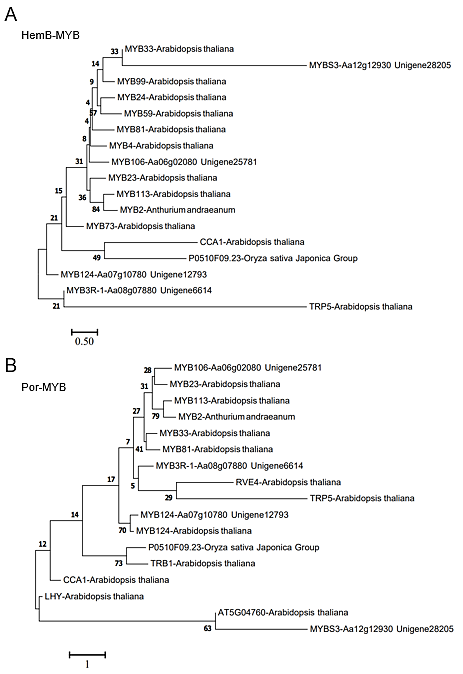 A
HemB-MYB
MYB33-Arabidopsis thaliana
33
MYBS3-Aa12g12930 Unigene28205
14
MYB99-Arabidopsis thaliana
9
MYB24-Arabidopsis thaliana
4
57
MYB59-Arabidopsis thaliana
4
MYB81-Arabidopsis thaliana
8
MYB4-Arabidopsis thaliana
31
MYB106-Aa06g02080 Unigene25781
MYB23-Arabidopsis thaliana
15
36
MYB113-Arabidopsis thaliana
84
MYB2-Anthurium andraeanum
21
MYB73-Arabidopsis thaliana
CCA1-Arabidopsis thaliana
49
P0510F09.23-Oryza sativa Japonica Group
MYB124-Aa07g10780 Unigene12793
MYB3R-1-Aa08g07880 Unigene6614
21
TRP5-Arabidopsis thaliana
0.50
B
Por-MYB
28
MYB106-Aa06g02080 Unigene25781
31
MYB23-Arabidopsis thaliana
MYB113-Arabidopsis thaliana
27
79
MYB2-Anthurium andraeanum
MYB33-Arabidopsis thaliana
7
41
MYB81-Arabidopsis thaliana
MYB3R-1-Aa08g07880 Unigene6614
17
5
RVE4-Arabidopsis thaliana
29
TRP5-Arabidopsis thaliana
14
MYB124-Aa07g10780 Unigene12793
70
MYB124-Arabidopsis thaliana
12
P0510F09.23-Oryza sativa Japonica Group
73
TRB1-Arabidopsis thaliana
CCA1-Arabidopsis thaliana
LHY-Arabidopsis thaliana
AT5G04760-Arabidopsis thaliana
63
MYBS3-Aa12g12930 Unigene28205
1